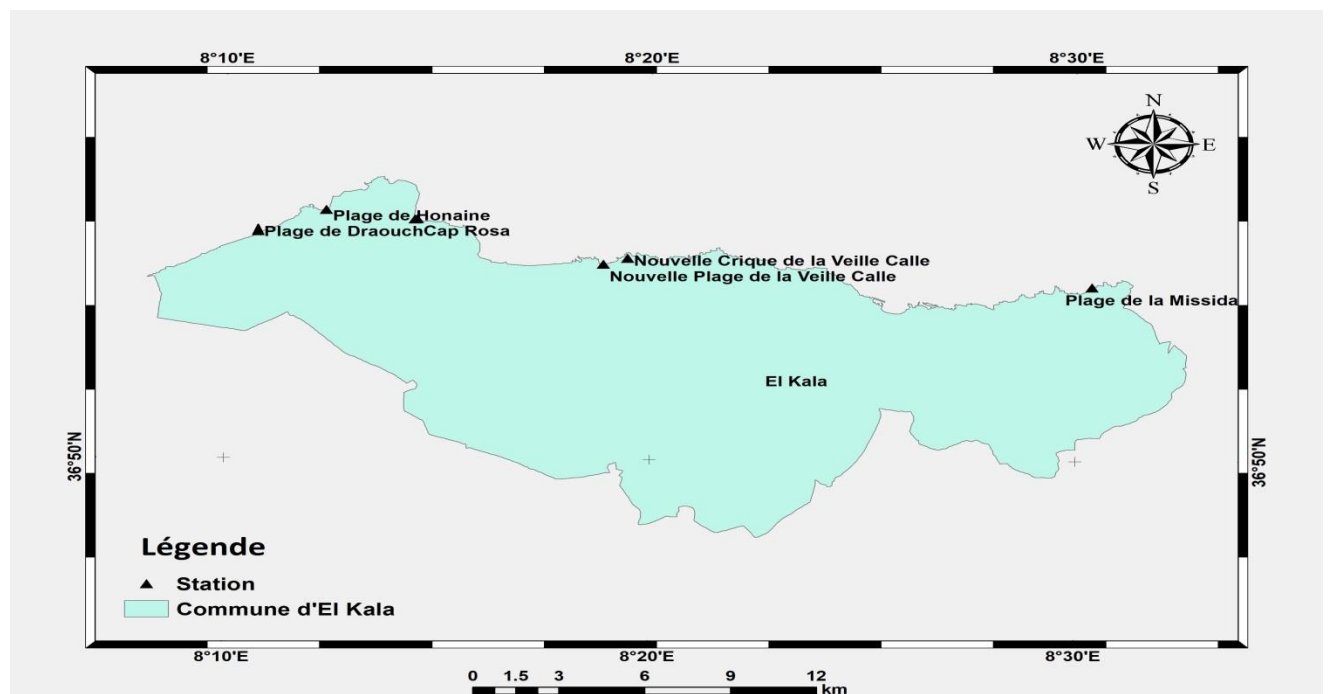 8°10'E 8°20'E 8°30'E
N
W E
S
Plage de Honaine
Plage de Draouch Cap Rosa
Nouvelle Crique de la Veille Calle
Nouvelle Plage de la Veille Calle
Plage de la Missida
El Kala
36°50'N 36°50'N
Légende
Station
Commune d'El Kala
8°10'E 8°20'E 8°30'E
0 1.5 3 6 9 12
km